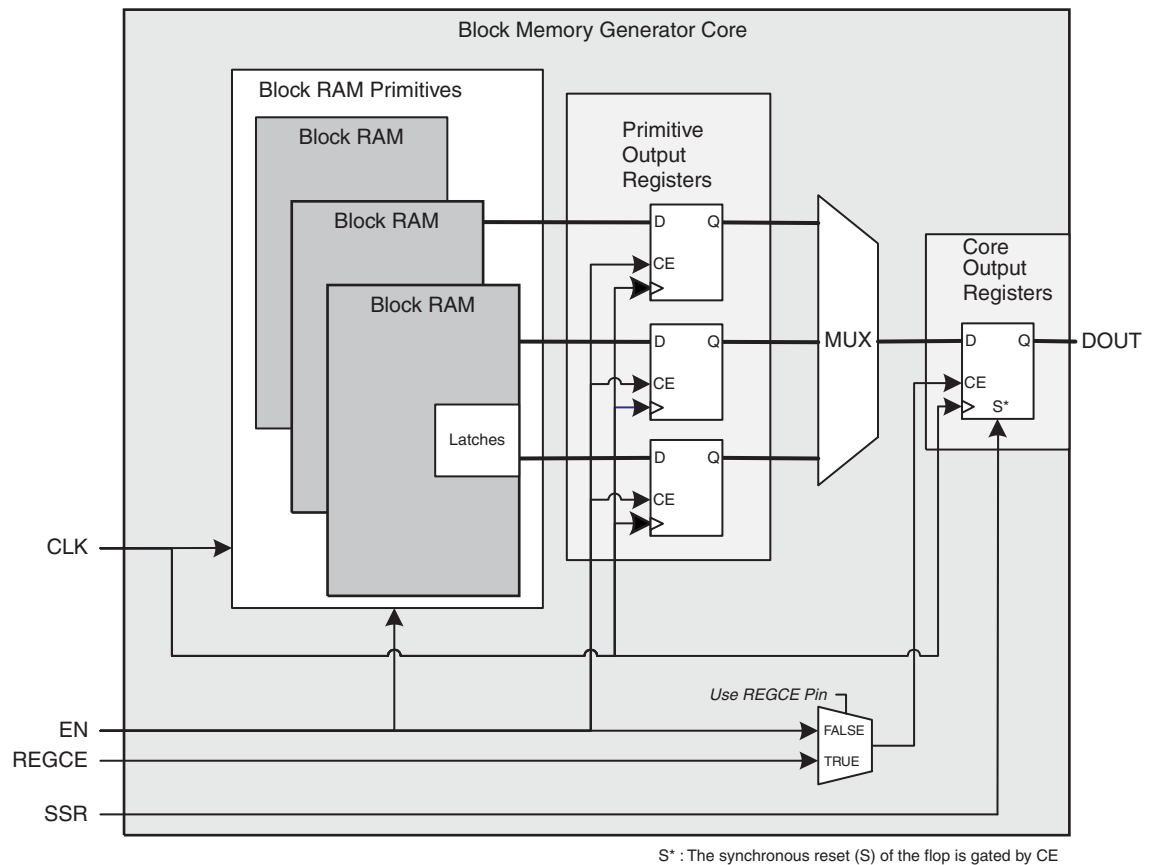 Block Memory Generator Core
Block RAM Primitives
Block RAM
Block RAM
Block RAM
Latches
Primitive
Output
Registers
D Q
CE
D Q
CE
D Q
CE
MUX
Core
Output
Registers
D Q
CE
S*
DOUT
CLK
Use REGCE Pin
EN
FALSE
REGCE
TRUE
SSR
S* : The synchronous reset (S) of the flop is gated by CE